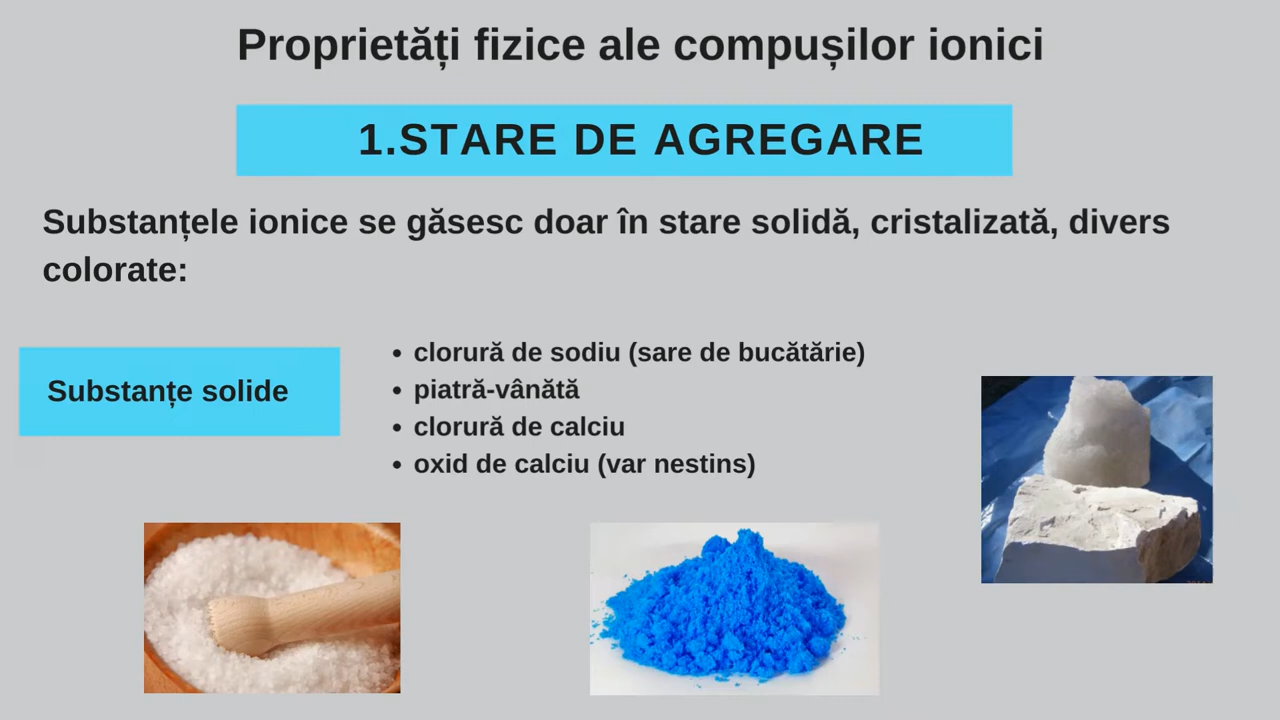 Proprietăți fizice ale compușilor ionici
1.STARE DE AGREGARE
Substanțele ionice se găsesc doar în stare solidă, cristalizată, divers
colorate:
Substanțe solide
• clorură de sodiu (sare de bucătărie)
• piatră-vânătă
• clorură de calciu
• oxid de calciu (var nestins)